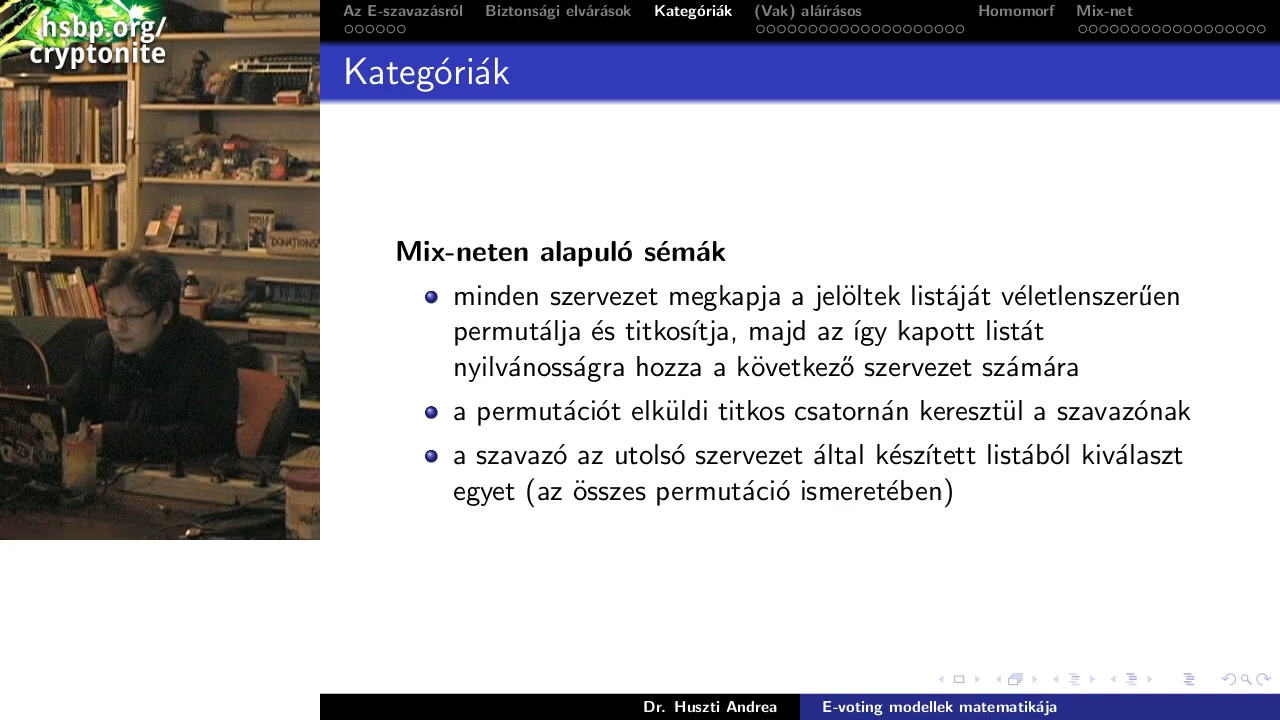 hsbp.org/
cryptonite
DONATIONS
Az E-szavazásról Biztonsági elvárások Kategóriák (Vak) aláírásos Homomorf Mix-net
Kategóriák
Mix-neten alapuló sémák
minden szervezet megkapja a jelöltek listáját véletlenszerűen
permutálja és titkosítja, majd az így kapott listát
nyilvánosságra hozza a következő szervezet számára
a permutációt elküldi titkos csatornán keresztül a szavazónak
a szavazó az utolsó szervezet által készített listából kiválaszt
egyet (az összes permutáció ismeretében)
Dr. Huszti Andrea E-voting modellek matematikája